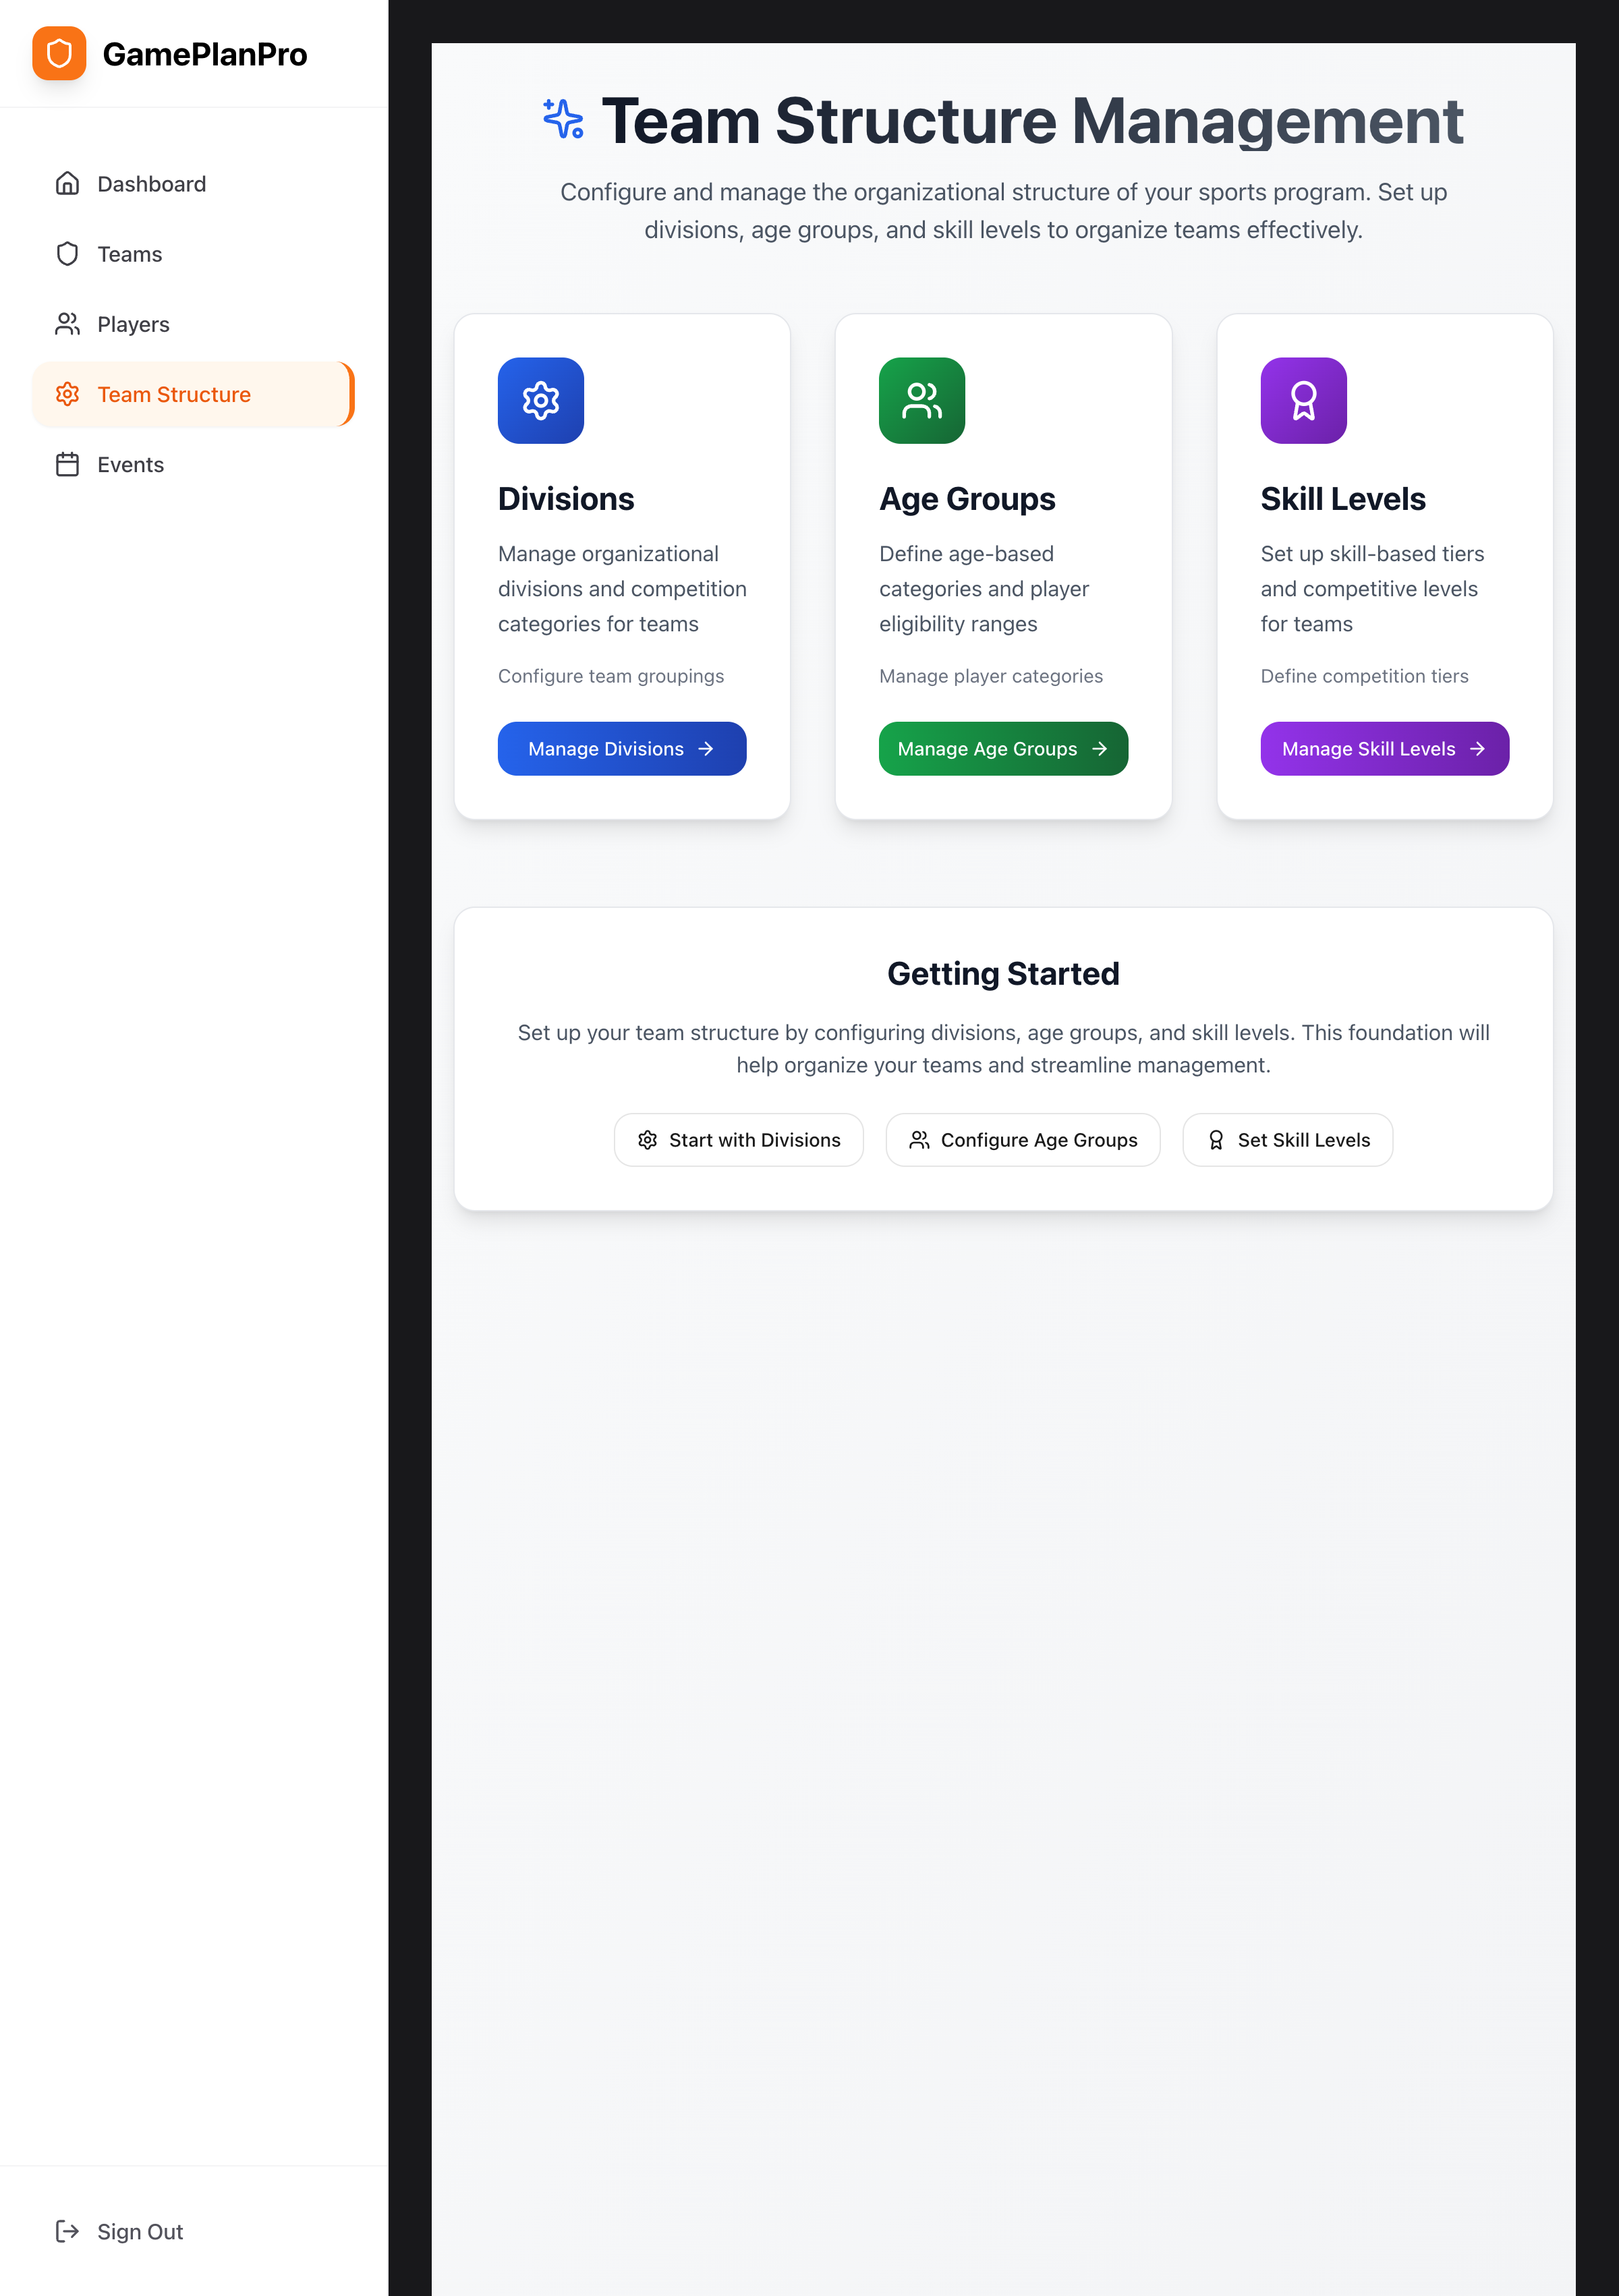 GamePlanPro
Dashboard
Teams
Players
Team Structure
Events
Sign Out
Team Structure Management
Configure and manage the organizational structure of your sports program. Set up
divisions, age groups, and skill levels to organize teams effectively.
Divisions
Manage organizational
divisions and competition
categories for teams
Configure team groupings
Manage Divisions
Age Groups
Define age-based
categories and player
eligibility ranges
Manage player categories
Manage Age Groups
Skill Levels
Set up skill-based tiers
and competitive levels
for teams
Define competition tiers
Manage Skill Levels
Getting Started
Set up your team structure by configuring divisions, age groups, and skill levels. This foundation will
help organize your teams and streamline management.
Start with Divisions
Configure Age Groups
Set Skill Levels